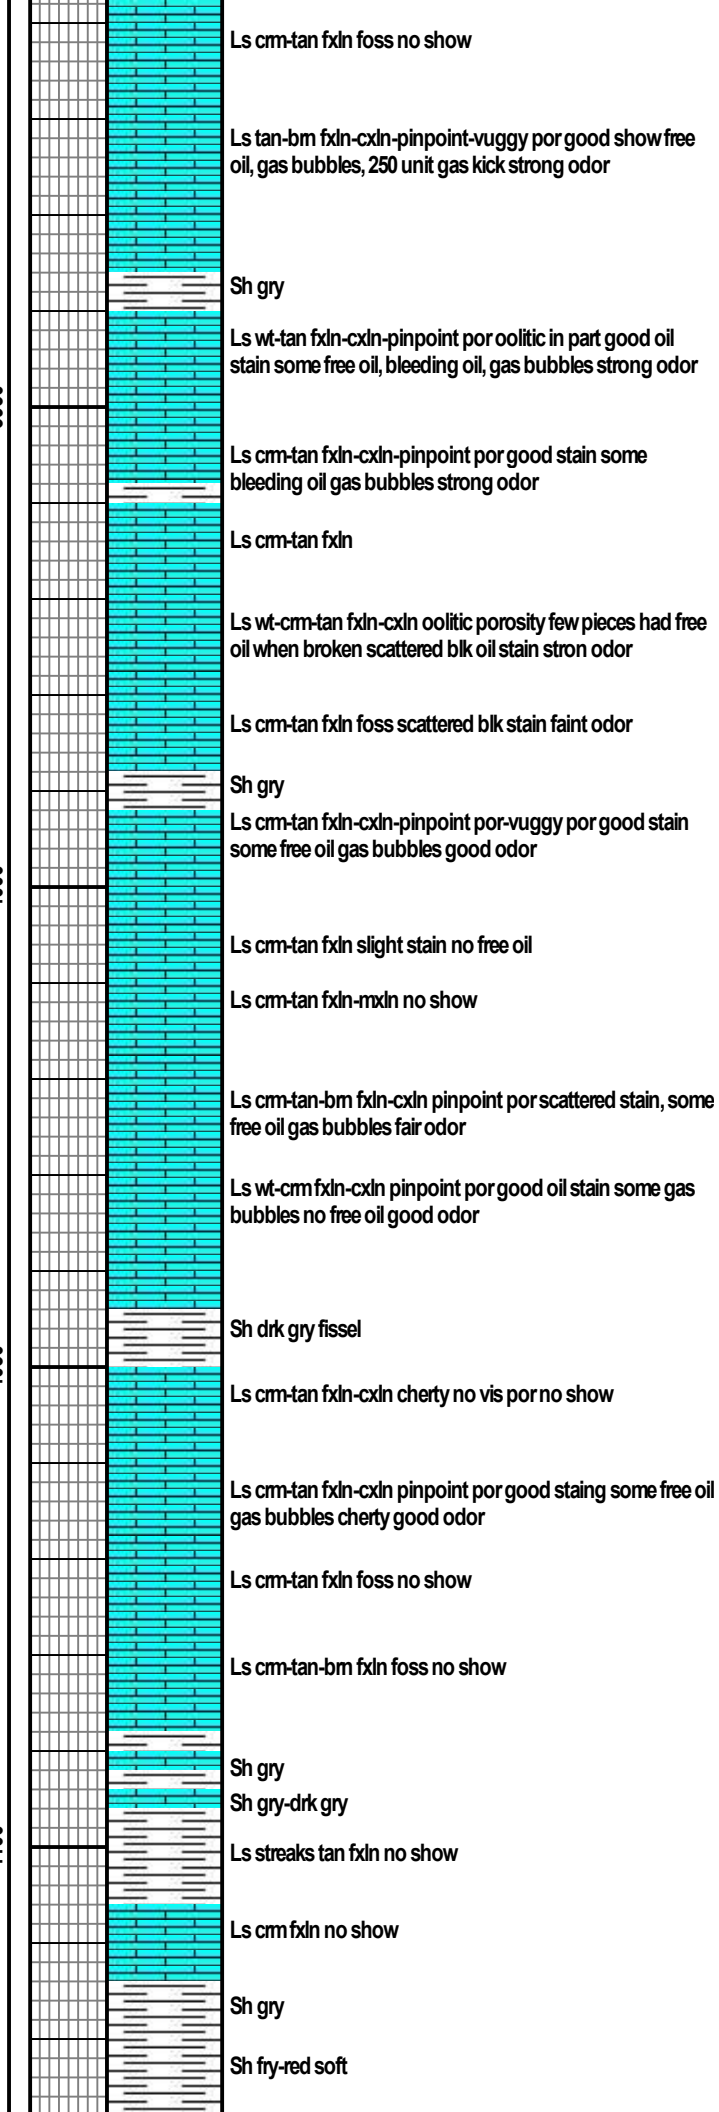 Ls crm-tan fxln foss no show
Ls tan-brn fxln-cxln-pinpoint-vuggy por good show free
oil, gas bubbles, 250 unit gas kick strong odor
Sh gry
Ls wt-tan fxln-cxln-pinpoint por oolitic in part good oil
stain some free oil, bleeding oil, gas bubbles strong odor
Ls crm-tan fxln-cxln-pinpoint por good stain some
bleeding oil gas bubbles strong odor
Ls crm-tan fxln
Ls wt-crm-tan fxln-cxln oolitic porosity few pieces had free
oil when broken scattered blk oil stain stron odor
Ls crm-tan fxln foss scattered blk stain faint odor
Sh gry
Ls crm-tan fxln-cxln-pinpoint por-vuggy por good stain
some free oil gas bubbles good odor
Ls crm-tan fxln slight stain no free oil
Ls crm-tan fxln-mxln no show
Ls crm-tan-brn fxln-cxln pinpoint por scattered stain, some
free oil gas bubbles fair odor
Ls wt-crm fxln-cxln pinpoint por good oil stain some gas
bubbles no free oil good odor
Sh drk gry fissel
Ls crm-tan fxln-cxln cherty no vis por no show
Ls crm-tan fxln-cxln pinpoint por good staing some free oil
gas bubbles cherty good odor
Ls crm-tan fxln foss no show
Ls crm-tan-brn fxln foss no show
Sh gry
Sh gry-drk gry
Ls streaks tan fxln no show
Ls crm fxln no show
Sh gry
Sh fry-red soft